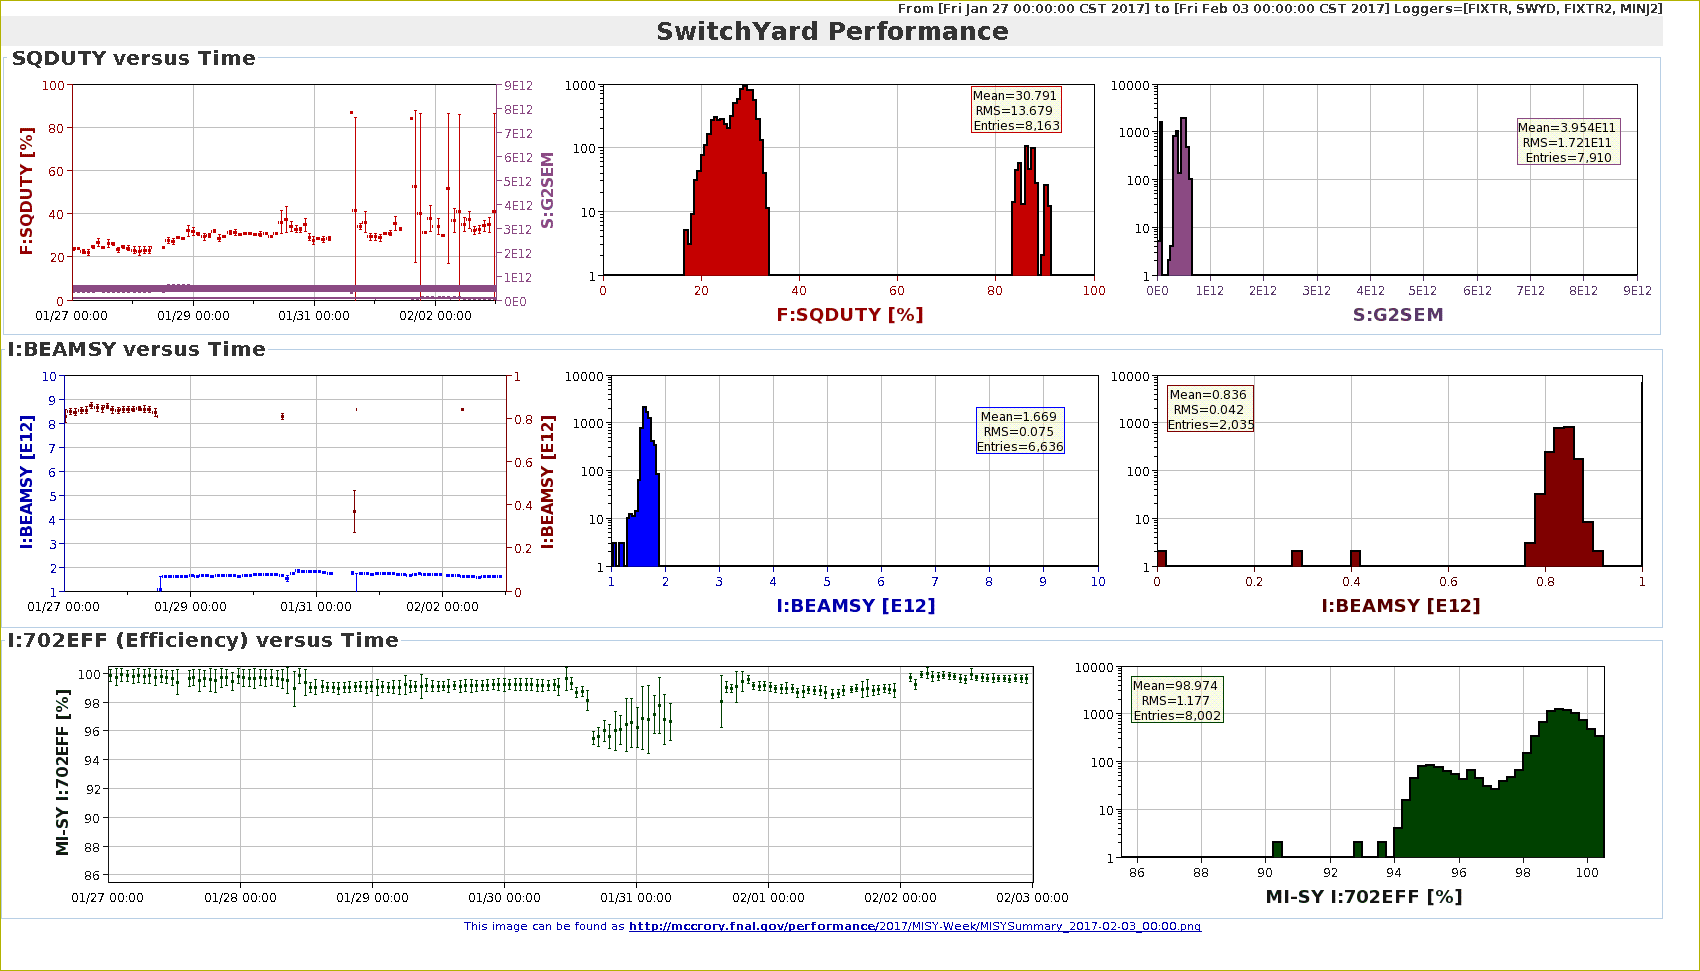 From [Fri Jan 27 00:00:00 CST 2017] to [Fri Feb 03 00:00:00 CST 2017] Loggers=[FIXTR, SWYD, FIXTR2, MINJ2]
SwitchYard Performance
SQDUTY versus Time
F:SQDUTY [%]
100
80
60
40
20
0
9E12
8E12
7E12
6E12
5E12
4E12
3E12
2E12
1E12
0E0
S:G2SEM
01/27 00:00 01/29 00:00 01/31 00:00 02/02 00:00
1000
100
10
1
Mean=30.791
RMS=13.679
Entries=8,163
0 20 40 60 80 100
F:SQDUTY [%]
10000
1000
100
10
1
Mean=3.954E11
RMS=1.721E11
Entries=7,910
0E0 1E12 2E12 3E12 4E12 5E12 6E12 7E12 8E12 9E12
S:G2SEM
I:BEAMSY versus Time
I:BEAMSY [E12]
10
9
8
7
6
5
4
3
2
1
1
0.8
0.6
0.4
0.2
0
I:BEAMSY [E12]
01/27 00:00 01/29 00:00 01/31 00:00 02/02 00:00
10000
1000
100
10
1
Mean=1.669
RMS=0.075
Entries=6,636
1 2 3 4 5 6 7 8 9 10
I:BEAMSY [E12]
10000
1000
100
10
1
Mean=0.836
RMS=0.042
Entries=2,035
0 0.2 0.4 0.6 0.8 1
I:BEAMSY [E12]
I:702EFF (Efficiency) versus Time
MI-SY I:702EFF [%]
100
98
96
94
92
90
88
86
01/27 00:00 01/28 00:00 01/29 00:00 01/30 00:00 01/31 00:00 02/01 00:00 02/02 00:00 02/03 00:00
10000
1000
100
10
1
Mean=98.974
RMS=1.177
Entries=8,002
86 88 90 92 94 96 98 100
MI-SY I:702EFF [%]
This image can be found as http://mccrory.fnal.gov/performance/2017/MISY-Week/MISYSummary_2017-02-03_00:00.png